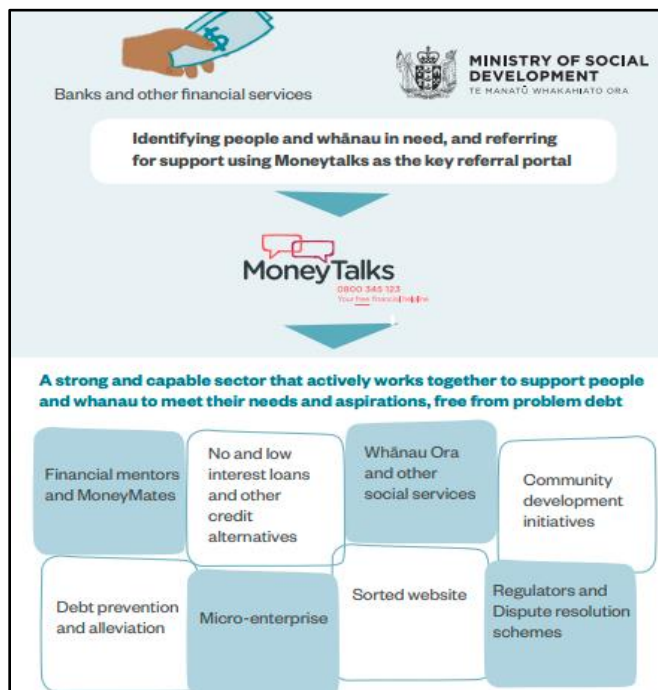 Banks and other financial services
MINISTRY OF SOCIAL
DEVELOPMENT
TE MANATŪ WHAKAHIATO ORA
Identifying people and whānau in need, and referring
for support using Moneytalks as the key referral portal
MoneyTalks
0800 345 123
Your free financial helpline
A strong and capable sector that actively works together to support people
and whanau to meet their needs and aspirations, free from problem debt
Financial mentors
and MoneyMates
No and low
interest loans
and other
credit
alternatives
Whānau Ora
and other
social services
Community
development
initiatives
Debt prevention
and alleviation
Micro-enterprise
Sorted website
Regulators and
Dispute resolution
schemes